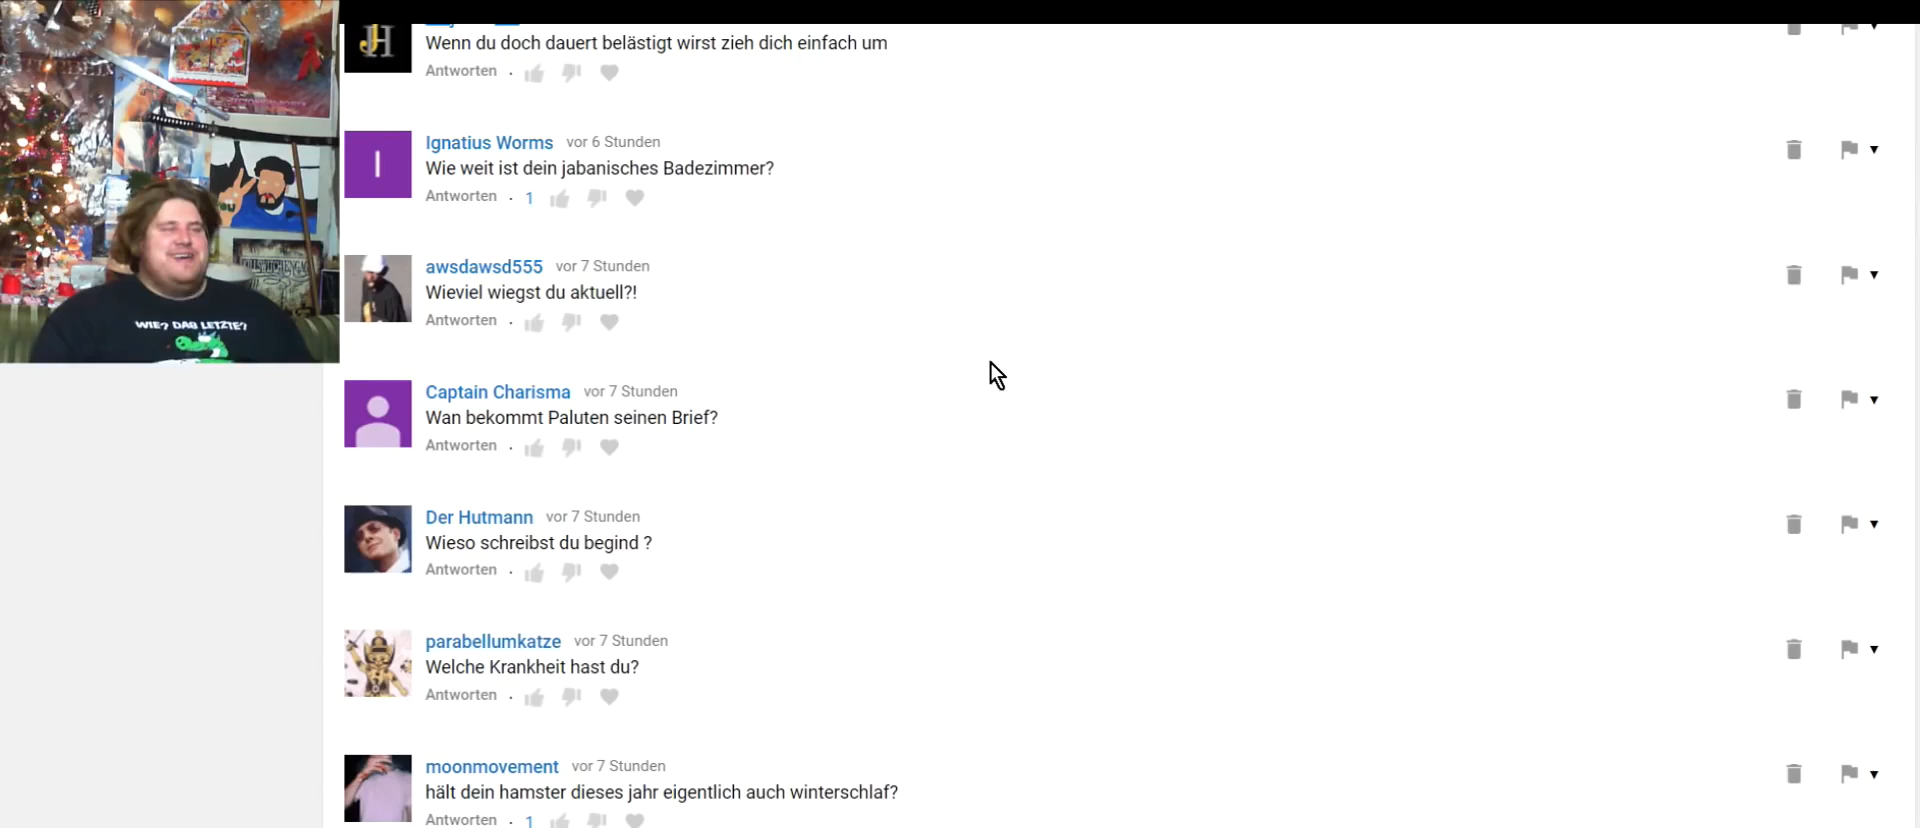 JH
Wenn du doch dauert belästigt wirst zieh dich einfach um
Antworten .
I
Ignatius Worms vor 6 Stunden
Wie weit ist dein jabanisches Badezimmer?
Antworten . 1
awsdawsd555 vor 7 Stunden
Wieviel wiegst du aktuell?!
Antworten .
Captain Charisma vor 7 Stunden
Wan bekommt Paluten seinen Brief?
Antworten .
Der Hutmann vor 7 Stunden
Wieso schreibst du begind ?
Antworten .
parabellumkatze vor 7 Stunden
Welche Krankheit hast du?
Antworten .
moonmovement vor 7 Stunden
hält dein hamster dieses jahr eigentlich auch winterschlaf?
Antworten . 1
WIE? DAS LETZTE?